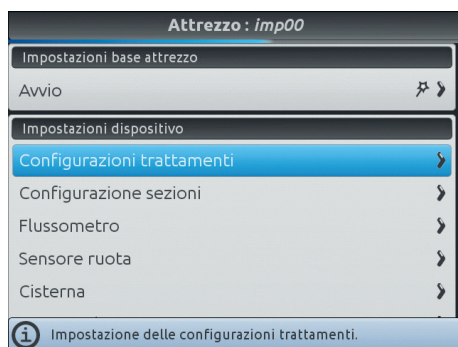 Attrezzo : imp00
Impostazioni base attrezzo
Avvio
Impostazioni dispositivo
Configurazioni trattamenti
Configurazione sezioni
Flussometro
Sensore ruota
Cisterna
Impostazione delle configurazioni trattamenti.